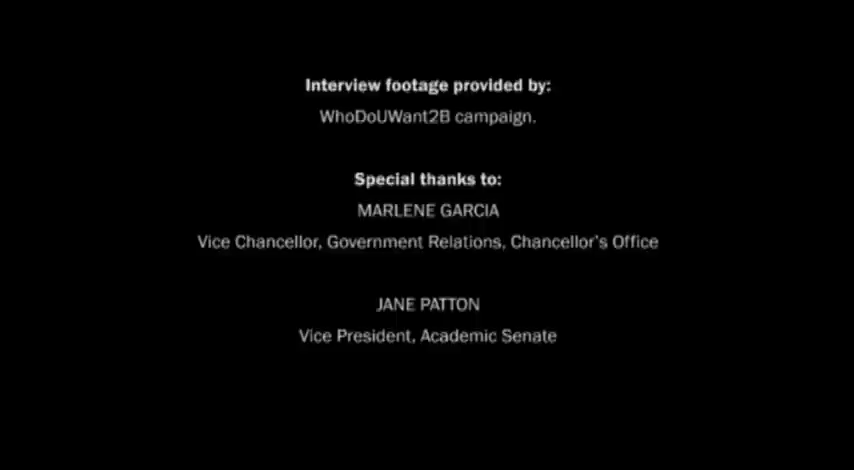 Interview footage provided by:
WhoDoUWant2B campaign.
Special thanks to:
MARLENE GARCIA
Vice Chancellor, Government Relations, Chancellor's Office
JANE PATTON
Vice President, Academic Senate